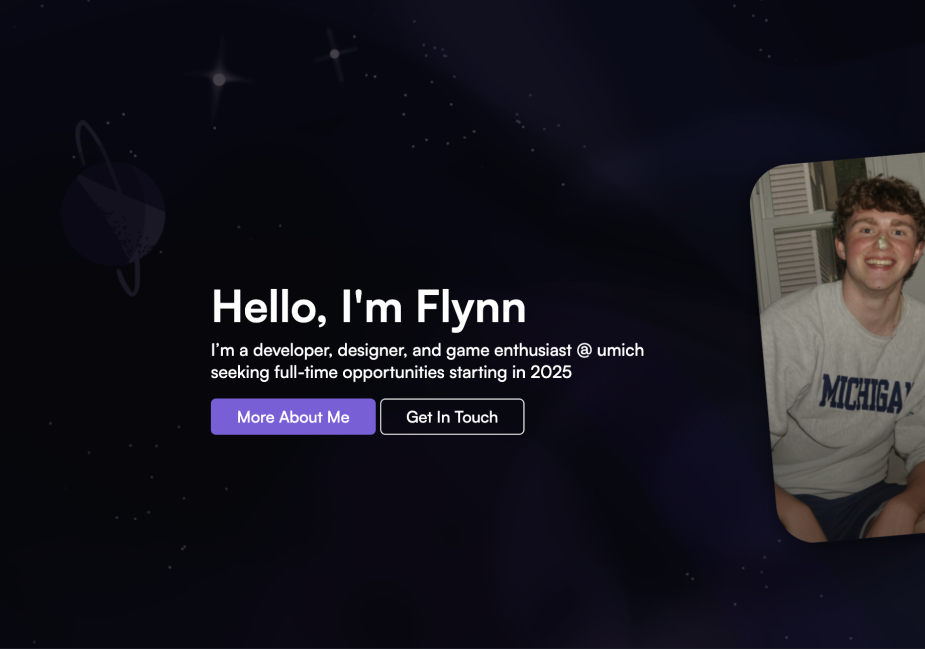 Hello, I'm Flynn
I’m a developer, designer, and game enthusiast @ umich
seeking full-time opportunities starting in 2025
More About Me
Get In Touch
MICHIGA